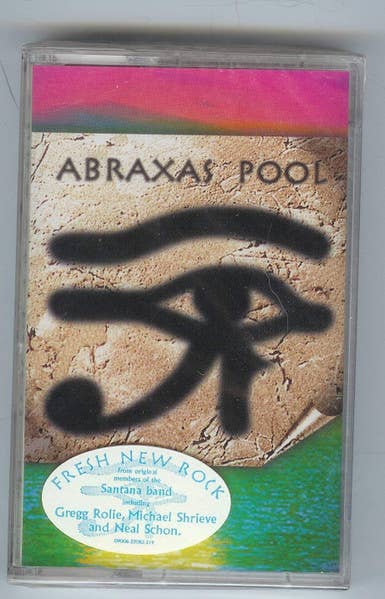 ABRAXAS POOL
FRESH NEW ROCK
from original
members of the
Santana band
including
Gregg Rolie, Michael Shrieve
and Neal Schon.